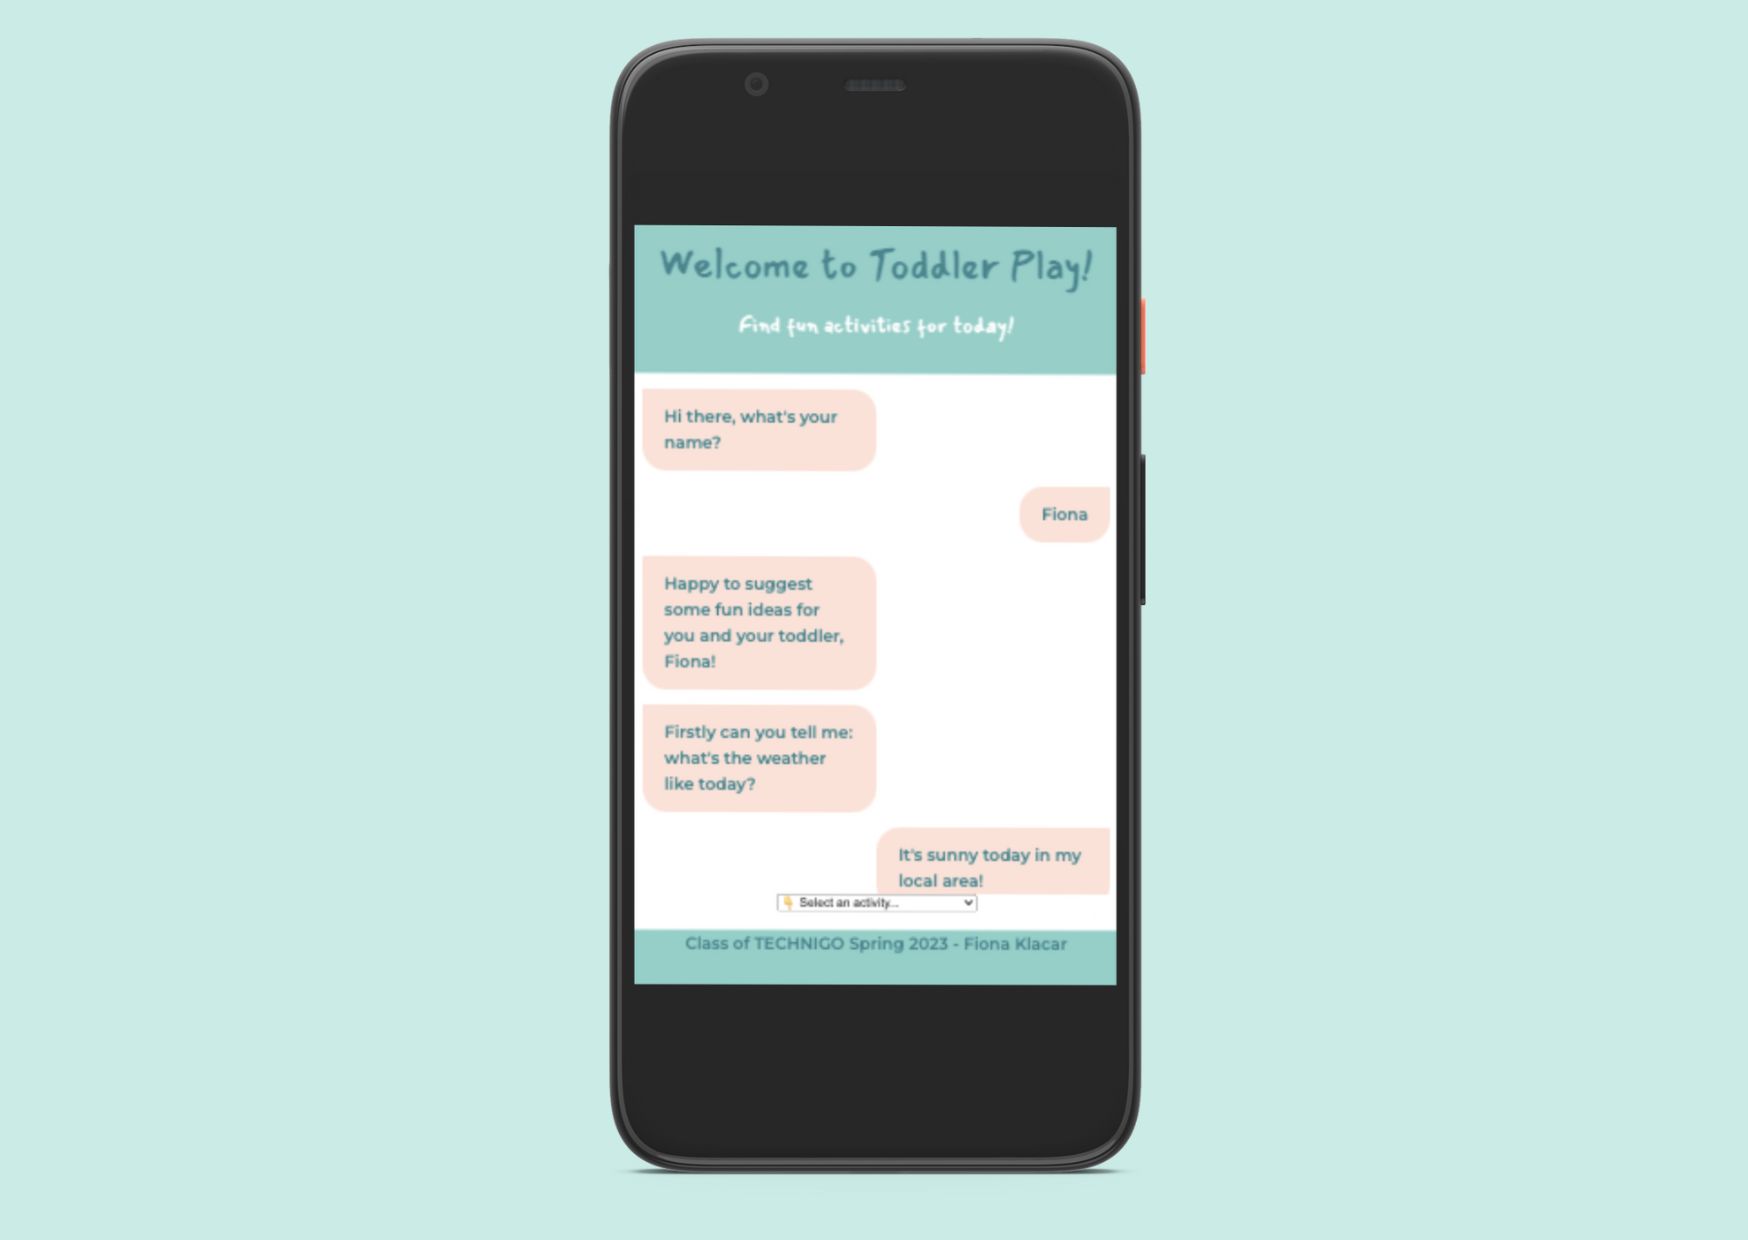 Welcome to Toddler Play!
Find fun activities for today!
Hi there, what's your
name?
Fiona
Happy to suggest
some fun ideas for
you and your toddler,
Fiona!
Firstly can you tell me:
what's the weather
like today?
It's sunny today in my
local area!
👇 Select an activity...
Class of TECHNIGO Spring 2023 - Fiona Klacar